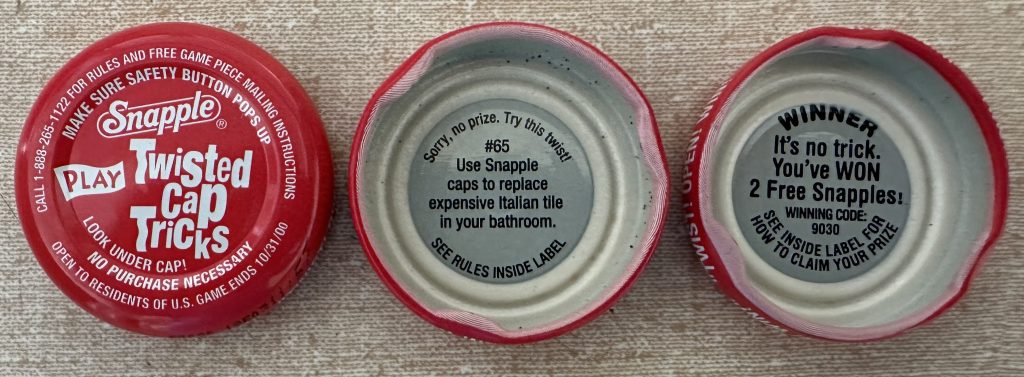 CALL 1-888-265-1122 FOR RULES AND FREE GAME PIECE MAILING INSTRUCTIONS
MAKE SURE SAFETY BUTTON POPS UP
Snapple®
PLAY
Twisted
Cap
Tricks
LOOK UNDER CAP!
NO PURCHASE NECESSARY
OPEN TO RESIDENTS OF U.S. GAME ENDS 10/31/00
Sorry, no prize. Try this twist!
#65
Use Snapple
caps to replace
expensive Italian tile
in your bathroom.
SEE RULES INSIDE LABEL
WINNER
It's no trick.
You've WON
2 Free Snapples!
WINNING CODE:
9030
SEE INSIDE LABEL FOR
HOW TO CLAIM YOUR PRIZE